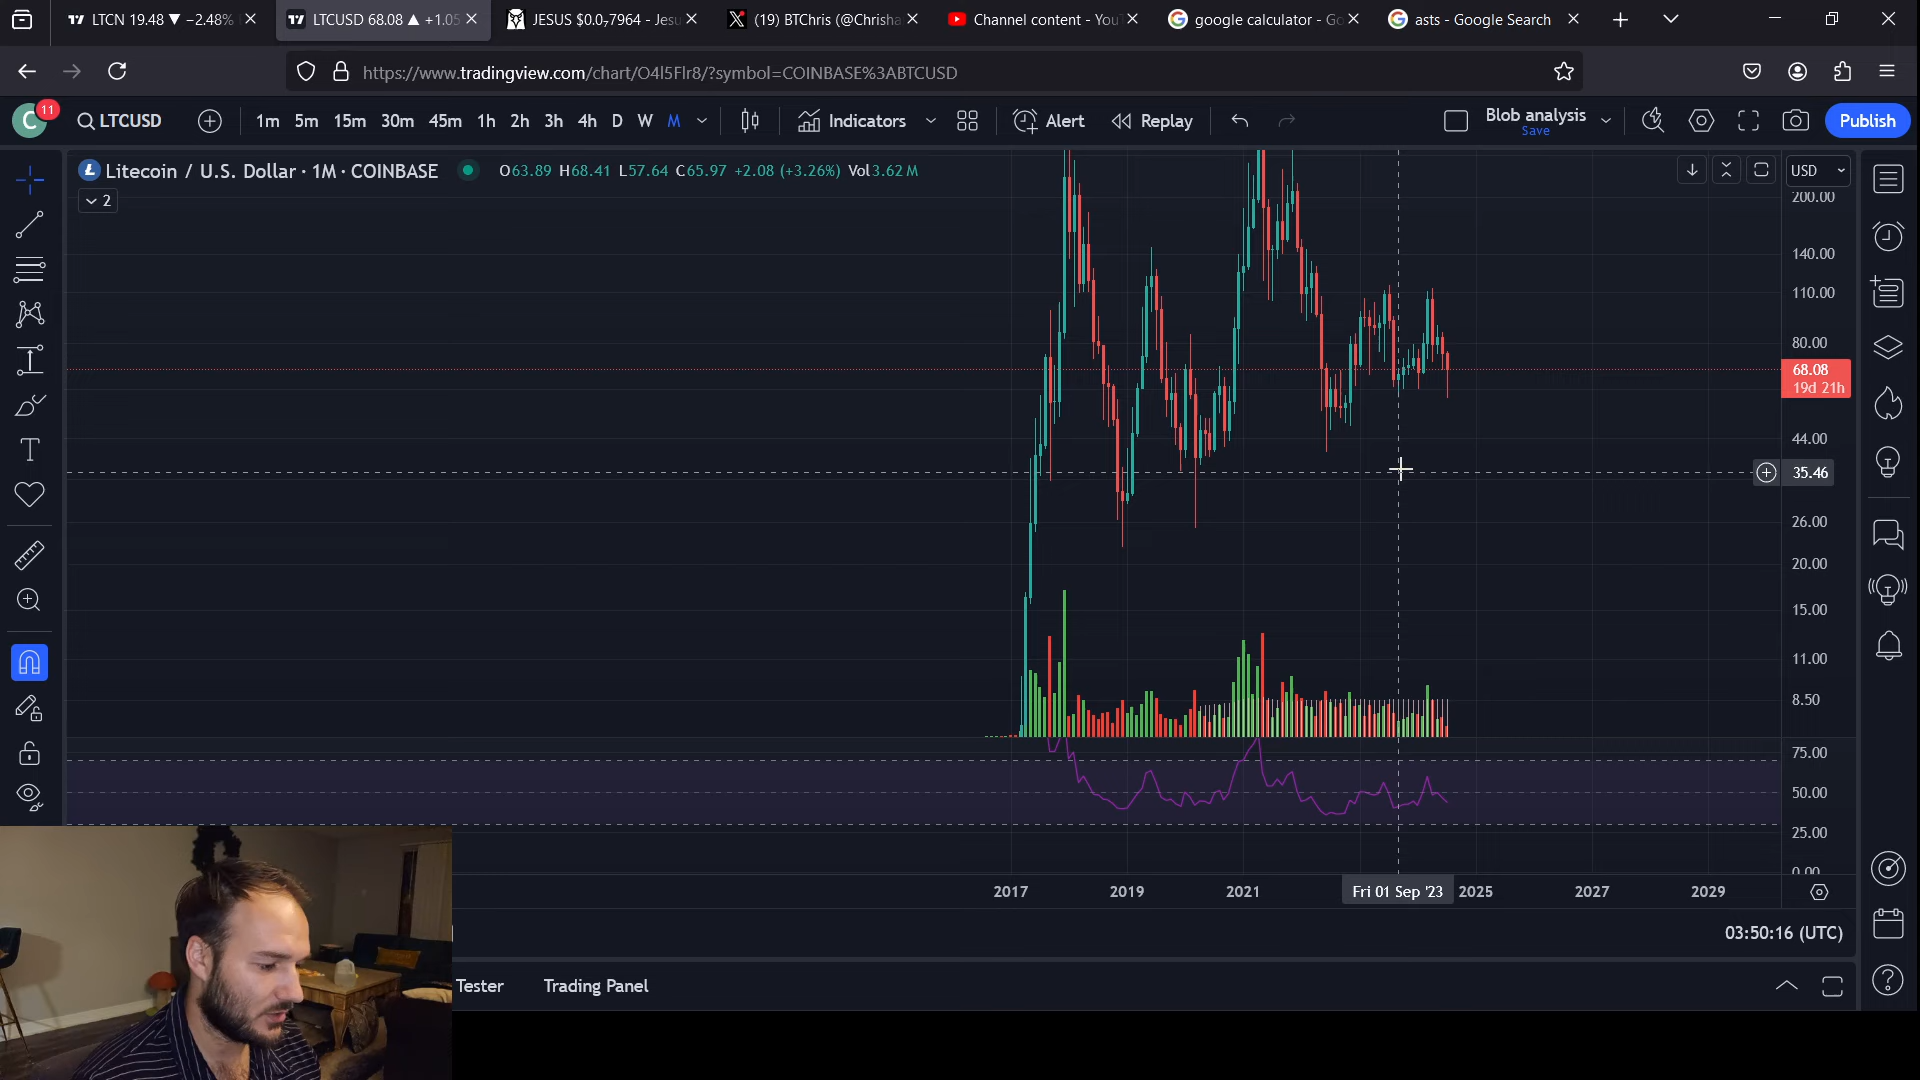 LTCN 19.48 ▼ −2.48%
LTCUSD 68.08 ▲ +1.05
JESUS $0.0₇7964 - Jesu
(19) BTChris (@Chrisha
Channel content - You
google calculator - Go
asts - Google Search
https://www.tradingview.com/chart/O4l5Flr8/?symbol=COINBASE%3ABTCUSD
C 11 LTCUSD 1m 5m 15m 30m 45m 1h 2h 3h 4h D W M Indicators Alert Replay Blob analysis Save Publish
Litecoin / U.S. Dollar · 1M · COINBASE O63.89 H68.41 L57.64 C65.97 +2.08 (+3.26%) Vol3.62 M
USD
2
200.00
140.00
110.00
80.00
68.08
19d 21h
44.00
35.46
26.00
20.00
15.00
11.00
8.50
75.00
50.00
25.00
0.00
2017 2019 2021 Fri 01 Sep '23 2025 2027 2029
03:50:16 (UTC)
Tester Trading Panel